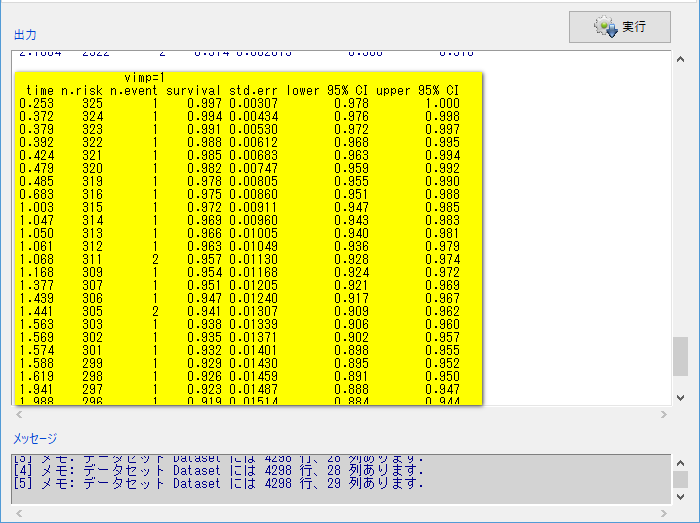 出力
実行
2.1684 2522 2 0.514 0.002615 0.508 0.518
vimp=1
time n.risk n.event survival std.err lower 95% CI upper 95% CI
0.253 325 1 0.997 0.00307 0.978 1.000
0.372 324 1 0.994 0.00434 0.976 0.998
0.379 323 1 0.991 0.00530 0.972 0.997
0.392 322 1 0.988 0.00612 0.968 0.995
0.424 321 1 0.985 0.00683 0.963 0.994
0.479 320 1 0.982 0.00747 0.959 0.992
0.485 319 1 0.978 0.00805 0.955 0.990
0.683 316 1 0.975 0.00860 0.951 0.988
1.003 315 1 0.972 0.00911 0.947 0.985
1.047 314 1 0.969 0.00960 0.943 0.983
1.050 313 1 0.966 0.01005 0.940 0.981
1.061 312 1 0.963 0.01049 0.936 0.979
1.068 311 2 0.957 0.01130 0.928 0.974
1.168 309 1 0.954 0.01168 0.924 0.972
1.377 307 1 0.951 0.01205 0.921 0.969
1.439 306 1 0.947 0.01240 0.917 0.967
1.441 305 2 0.941 0.01307 0.909 0.962
1.563 303 1 0.938 0.01339 0.906 0.960
1.569 302 1 0.935 0.01371 0.902 0.957
1.574 301 1 0.932 0.01401 0.898 0.955
1.588 299 1 0.929 0.01430 0.895 0.952
1.619 298 1 0.926 0.01459 0.891 0.950
1.941 297 1 0.923 0.01487 0.888 0.947
1.988 296 1 0.919 0.01514 0.884 0.944
メッセージ
[3] メモ: データセット Dataset には 4298 行、28 列あります.
[4] メモ: データセット Dataset には 4298 行、28 列あります.
[5] メモ: データセット Dataset には 4298 行、29 列あります.